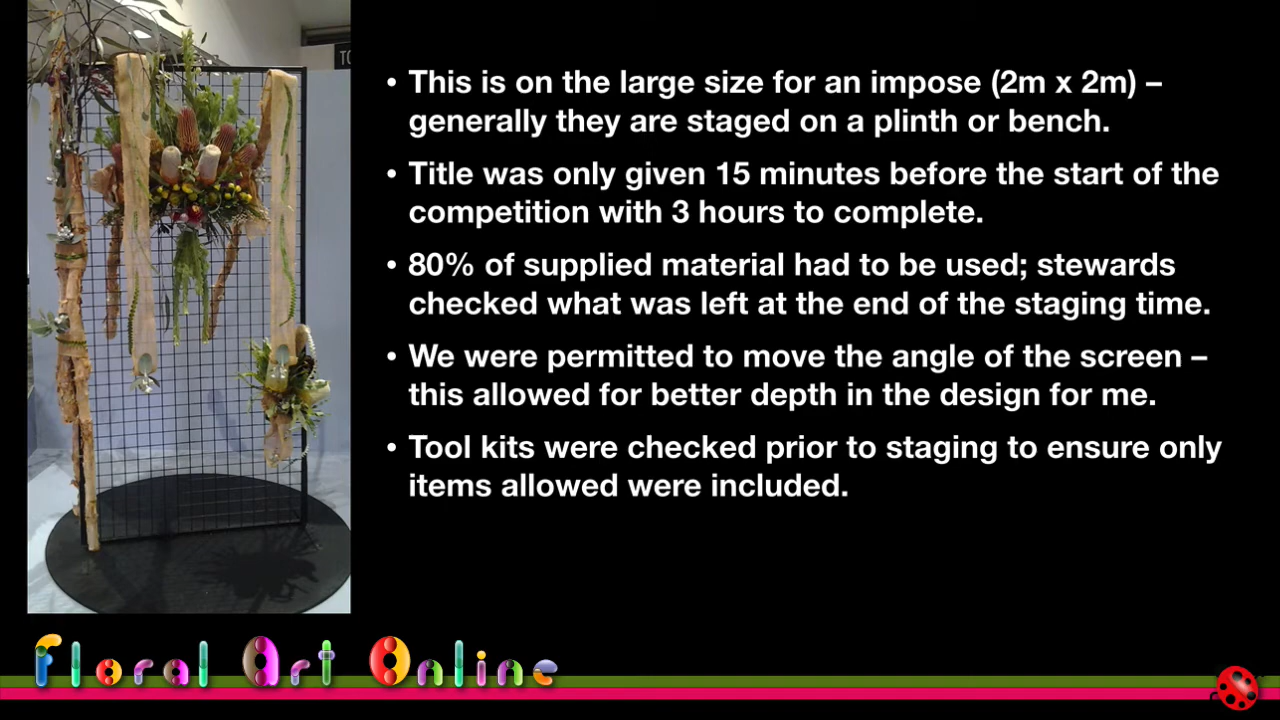 TO
• This is on the large size for an impose (2m x 2m) –
generally they are staged on a plinth or bench.
• Title was only given 15 minutes before the start of the
competition with 3 hours to complete.
• 80% of supplied material had to be used; stewards
checked what was left at the end of the staging time.
• We were permitted to move the angle of the screen –
this allowed for better depth in the design for me.
• Tool kits were checked prior to staging to ensure only
items allowed were included.
Floral Art Online